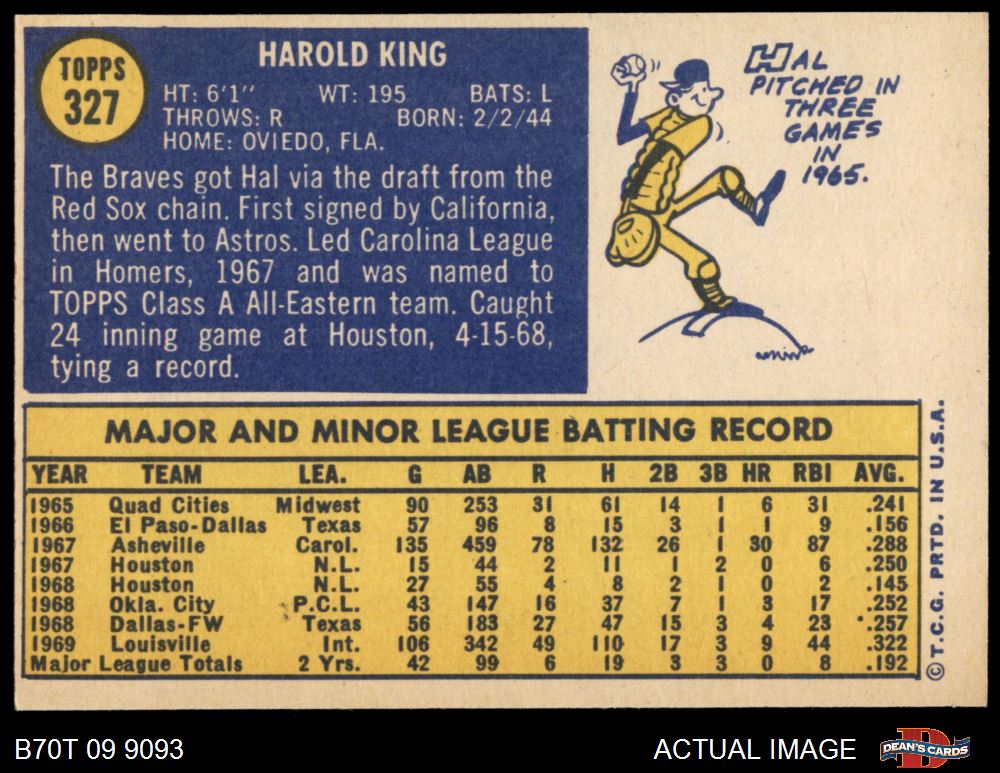 TOPPS
327
HAROLD KING
HT: 6'1" WT: 195 BATS: L
THROWS: R BORN: 2/2/44
HOME: OVIEDO, FLA.
The Braves got Hal via the draft from the
Red Sox chain. First signed by California,
then went to Astros. Led Carolina League
in Homers, 1967 and was named to
TOPPS Class A All-Eastern team. Caught
24 inning game at Houston, 4-15-68,
tying a record.
HAL
PITCHED IN
THREE
GAMES
IN
1965.
MAJOR AND MINOR LEAGUE BATTING RECORD
YEAR TEAM LEA. G AB R H 2B 3B HR RBI AVG.
1965 Quad Cities Midwest 90 253 31 61 14 1 6 31 .241
1966 El Paso-Dallas Texas 57 96 8 15 3 1 1 9 .156
1967 Asheville Carol. 135 459 78 132 26 1 30 87 .288
1967 Houston N.L. 15 44 2 11 1 2 0 6 .250
1968 Houston N.L. 27 55 4 8 2 1 0 2 .145
1968 Okla. City P.C.L. 43 147 16 37 7 1 3 17 .252
1968 Dallas-FW Texas 56 183 27 47 15 3 4 23 .257
1969 Louisville Int. 106 342 49 110 17 3 9 44 .322
Major League Totals 2 Yrs. 42 99 6 19 3 3 0 8 .192
© T.C.G. PRTD. IN U.S.A.
B70T 09 9093
ACTUAL IMAGE
DEAN'S CARDS